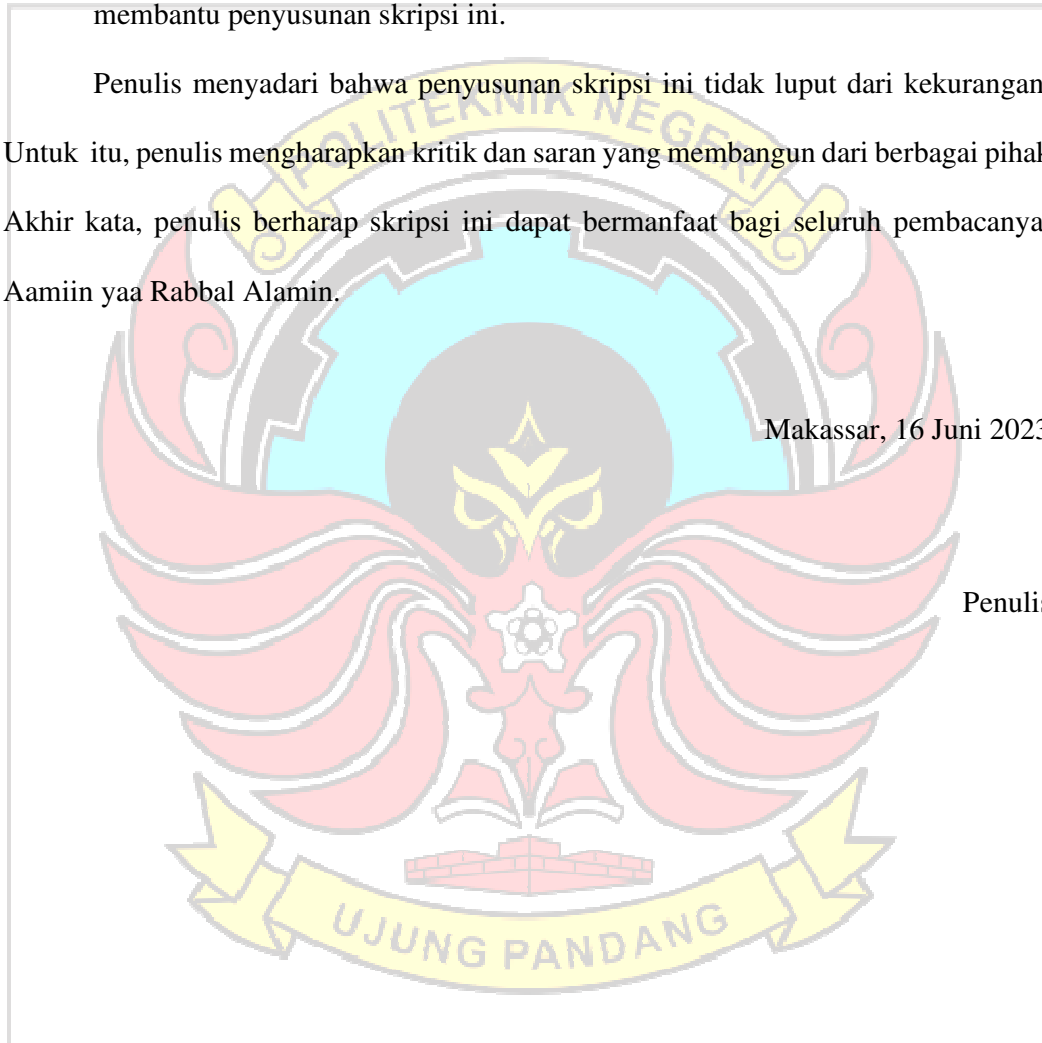 membantu penyusunan skripsi ini.
Penulis menyadari bahwa penyusunan skripsi ini tidak luput dari kekurangan
Untuk itu, penulis mengharapkan kritik dan saran yang membangun dari berbagai pihak
Akhir kata, penulis berharap skripsi ini dapat bermanfaat bagi seluruh pembacanya
Aamiin yaa Rabbal Alamin.
Makassar, 16 Juni 2023
Penulis
POLITEKNIK NEGERI
UJUNG PANDANG